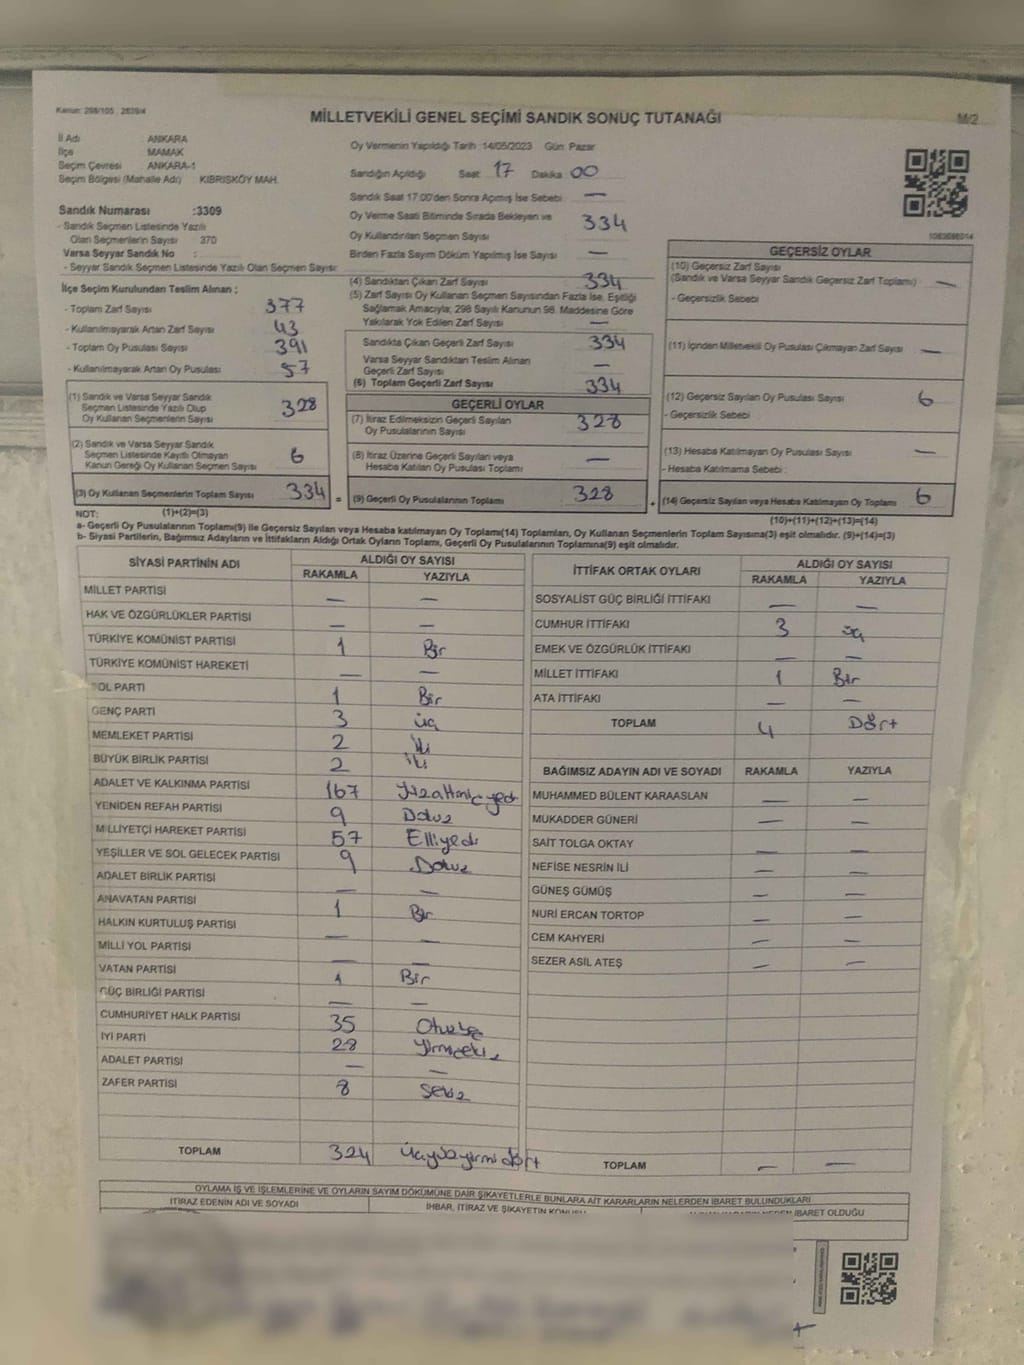 Kanun: 298/105 , 2839/4
MİLLETVEKİLİ GENEL SEÇİMİ SANDIK SONUÇ TUTANAĞI
M/2
İl Adı : ANKARA
İlçe : MAMAK
Seçim Çevresi : ANKARA-1
Seçim Bölgesi (Mahalle Adı) : KIBRISKÖY MAH.
Sandık Numarası :3309
- Sandık Seçmen Listesinde Yazılı
Olan Seçmenlerin Sayısı : 370
Varsa Seyyar Sandık No :
- Seyyar Sandık Seçmen Listesinde Yazılı Olan Seçmen Sayısı:
İlçe Seçim Kurulundan Teslim Alınan ;
- Toplam Zarf Sayısı : 377
- Kullanılmayarak Artan Zarf Sayısı : 43
- Toplam Oy Pusulası Sayısı : 391
- Kullanılmayarak Artan Oy Pusulası : 57
(1) Sandık ve Varsa Seyyar Sandık
Seçmen Listesinde Yazılı Olup
Oy Kullanan Seçmenlerin Sayısı : 328
(2) Sandık ve Varsa Seyyar Sandık
Seçmen Listesinde Kayıtlı Olmayan
Kanun Gereği Oy Kullanan Seçmen Sayısı : 6
(3) Oy Kullanan Seçmenlerin Toplam Sayısı : 334 =
Oy Vermenin Yapıldığı Tarih :14/05/2023 Gün: Pazar
Sandığın Açıldığı Saat: 17 Dakika: 00
Sandık Saat 17:00'den Sonra Açılmış İse Sebebi: —
Oy Verme Saati Bitiminde Sırada Bekleyen ve
Oy Kullandırılan Seçmen Sayısı : 334
Birden Fazla Sayım Döküm Yapılmış İse Sayısı : —
(4) Sandıktan Çıkan Zarf Sayısı : 334
(5) Zarf Sayısı Oy Kullanan Seçmen Sayısından Fazla İse, Eşitliği
Sağlamak Amacıyla; 298 Sayılı Kanunun 98. Maddesine Göre
Yakılarak Yok Edilen Zarf Sayısı : —
Sandıkta Çıkan Geçerli Zarf Sayısı : 334
Varsa Seyyar Sandıktan Teslim Alınan
Geçerli Zarf Sayısı : —
(6) Toplam Geçerli Zarf Sayısı : 334
GEÇERLİ OYLAR
(7) İtiraz Edilmeksizin Geçerli Sayılan
Oy Pusulalarının Sayısı : 328
(8) İtiraz Üzerine Geçerli Sayılan veya
Hesaba Katılan Oy Pusulası Toplamı : —
(9) Geçerli Oy Pusulalarının Toplamı : 328 +
1083686014
GEÇERSİZ OYLAR
(10) Geçersiz Zarf Sayısı
(Sandık ve Varsa Seyyar Sandık Geçersiz Zarf Toplamı) : —
- Geçersizlik Sebebi :
(11) İçinden Milletvekili Oy Pusulası Çıkmayan Zarf Sayısı : —
(12) Geçersiz Sayılan Oy Pusulası Sayısı : 6
- Geçersizlik Sebebi :
(13) Hesaba Katılmayan Oy Pusulası Sayısı : —
- Hesaba Katılmama Sebebi :
(14) Geçersiz Sayılan veya Hesaba Katılmayan Oy Toplamı : 6
NOT: (1)+(2)=(3) (10)+(11)+(12)+(13)=(14)
a- Geçerli Oy Pusulalarının Toplamı(9) ile Geçersiz Sayılan veya Hesaba katılmayan Oy Toplamı(14) Toplamları, Oy Kullanan Seçmenlerin Toplam Sayısına(3) eşit olmalıdır. (9)+(14)=(3)
b- Siyasi Partilerin, Bağımsız Adayların ve İttifakların Aldığı Ortak Oyların Toplamı, Geçerli Oy Pusulalarının Toplamına(9) eşit olmalıdır.
SİYASİ PARTİNİN ADI ALDIĞI OY SAYISI
RAKAMLA YAZIYLA
MİLLET PARTİSİ — —
HAK VE ÖZGÜRLÜKLER PARTİSİ — —
TÜRKİYE KOMÜNİST PARTİSİ 1 Bir
TÜRKİYE KOMÜNİST HAREKETİ — —
SOL PARTİ 1 Bir
GENÇ PARTİ 3 üç
MEMLEKET PARTİSİ 2 iki
BÜYÜK BİRLİK PARTİSİ 2 iki
ADALET VE KALKINMA PARTİSİ 167 Yüzaltmışyedi
YENİDEN REFAH PARTİSİ 9 Dokuz
MİLLİYETÇİ HAREKET PARTİSİ 57 Elliyedi
YEŞİLLER VE SOL GELECEK PARTİSİ 9 Dokuz
ADALET BİRLİK PARTİSİ — —
ANAVATAN PARTİSİ 1 Bir
HALKIN KURTULUŞ PARTİSİ — —
MİLLİ YOL PARTİSİ — —
VATAN PARTİSİ 1 Bir
GÜÇ BİRLİĞİ PARTİSİ — —
CUMHURİYET HALK PARTİSİ 35 Otuzbeş
İYİ PARTİ 28 Yirmisekiz
ADALET PARTİSİ — —
ZAFER PARTİSİ 8 Sekiz
TOPLAM 324 üçyüzyirmidört
İTTİFAK ORTAK OYLARI ALDIĞI OY SAYISI
RAKAMLA YAZIYLA
SOSYALİST GÜÇ BİRLİĞİ İTTİFAKI — —
CUMHUR İTTİFAKI 3 üç
EMEK VE ÖZGÜRLÜK İTTİFAKI — —
MİLLET İTTİFAKI 1 Bir
ATA İTTİFAKI — —
TOPLAM 4 Dört
BAĞIMSIZ ADAYIN ADI VE SOYADI RAKAMLA YAZIYLA
MUHAMMED BÜLENT KARAASLAN — —
MUKADDER GÜNERİ — —
SAİT TOLGA OKTAY — —
NEFİSE NESRİN İLİ — —
GÜNEŞ GÜMÜŞ — —
NURİ ERCAN TORTOP — —
CEM KAHYERİ — —
SEZER ASIL ATEŞ — —
TOPLAM — —
OYLAMA İŞ VE İŞLEMLERİNE VE OYLARIN SAYIM DÖKÜMÜNE DAİR ŞİKAYETLERLE BUNLARA AİT KARARLARIN NELERDEN İBARET BULUNDUKLARI
İTİRAZ EDENİN ADI VE SOYADI İHBAR, İTİRAZ VE ŞİKAYETİN KONUSU NEDEN İBARET OLDUĞU